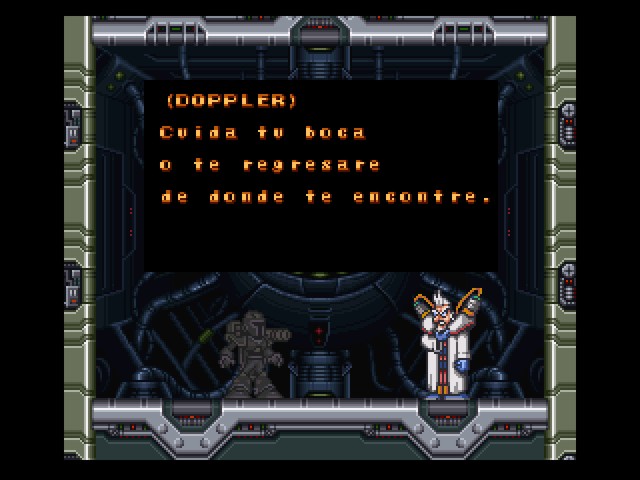 (DOPPLER)
Cuida tu boca
o te regresare
de donde te encontre.